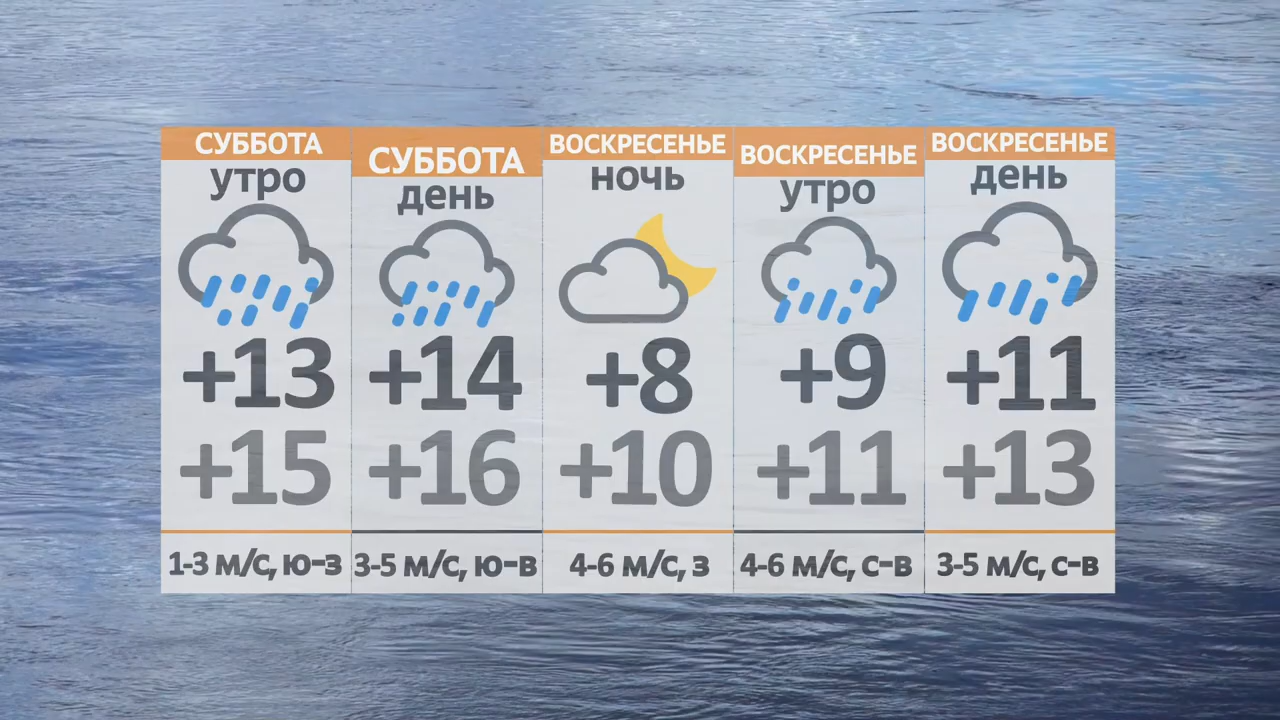 СУББОТА
утро
+13
+15
1-3 м/с, ю-з
СУББОТА
день
+14
+16
3-5 м/с, ю-в
ВОСКРЕСЕНЬЕ
ночь
+8
+10
4-6 м/с, з
ВОСКРЕСЕНЬЕ
утро
+9
+11
4-6 м/с, с-в
ВОСКРЕСЕНЬЕ
день
+11
+13
3-5 м/с, с-в